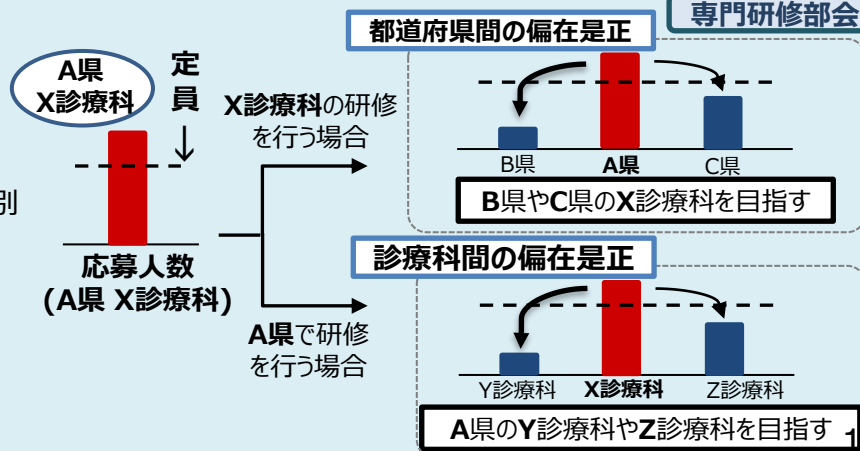 専門研修部会
都道府県間の偏在是正
A県
X診療科
定
員
↓
X診療科の研修
を行う場合
B県
A県
C県
B県やC県のX診療科を目指す
別
応募人数
(A県 X診療科)
診療科間の偏在是正
A県で研修
を行う場合
Y診療科
X診療科
Z診療科
A県のY診療科やZ診療科を目指す
1